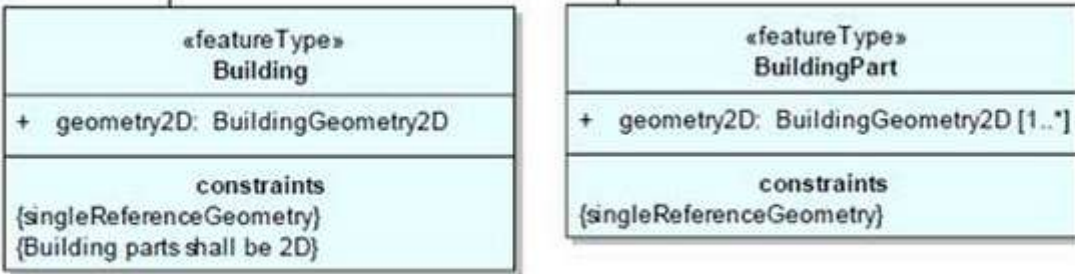 «featureType»
Building
+ geometry2D: BuildingGeometry2D
constraints
{singleReferenceGeometry}
{Building parts shall be 2D}
«featureType»
BuildingPart
+ geometry2D: BuildingGeometry2D [1..*]
constraints
{singleReferenceGeometry}